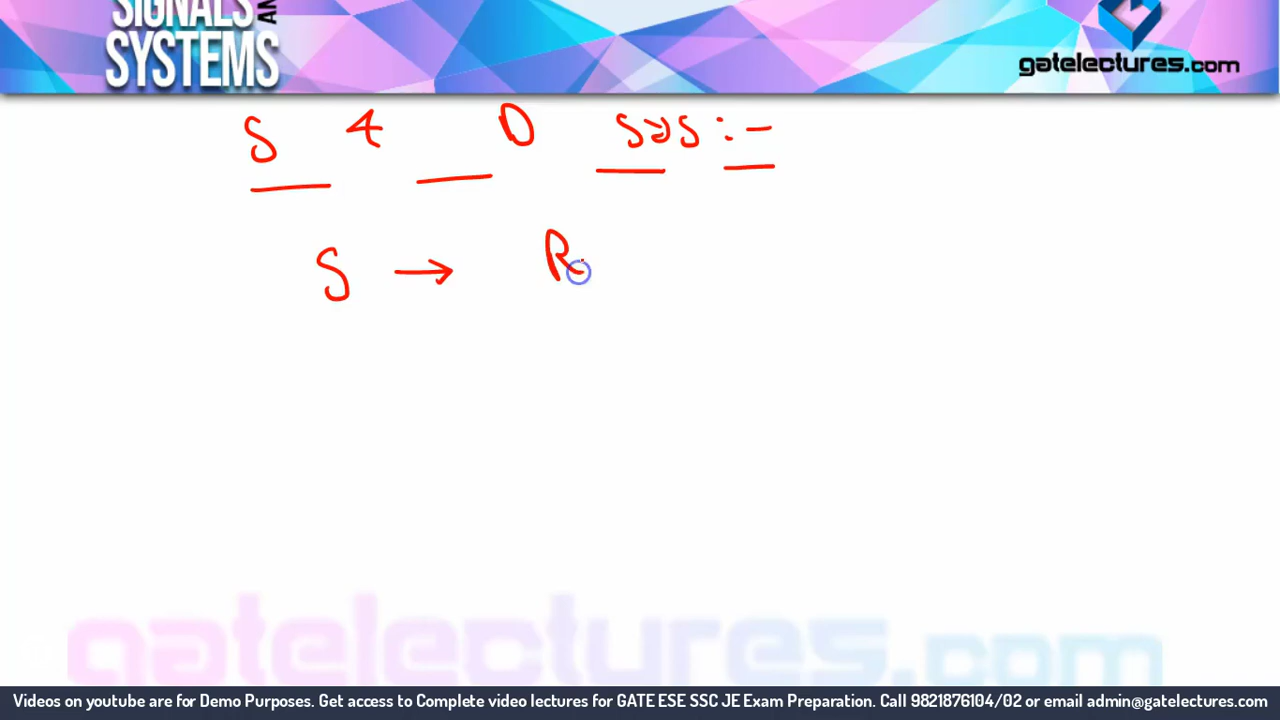 SIGNALS AND
SYSTEMS
gatelectures.com
S & D sys :-
S → R
gatelectures.com
Videos on youtube are for Demo Purposes. Get access to Complete video lectures for GATE ESE SSC JE Exam Preparation. Call 9821876104/02 or email admin@gatelectures.com